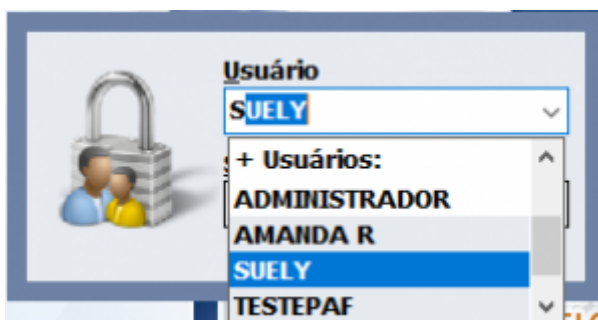 Usuário
SUELY
+ Usuários:
ADMINISTRADOR
AMANDA R
SUELY
TESTEPAF